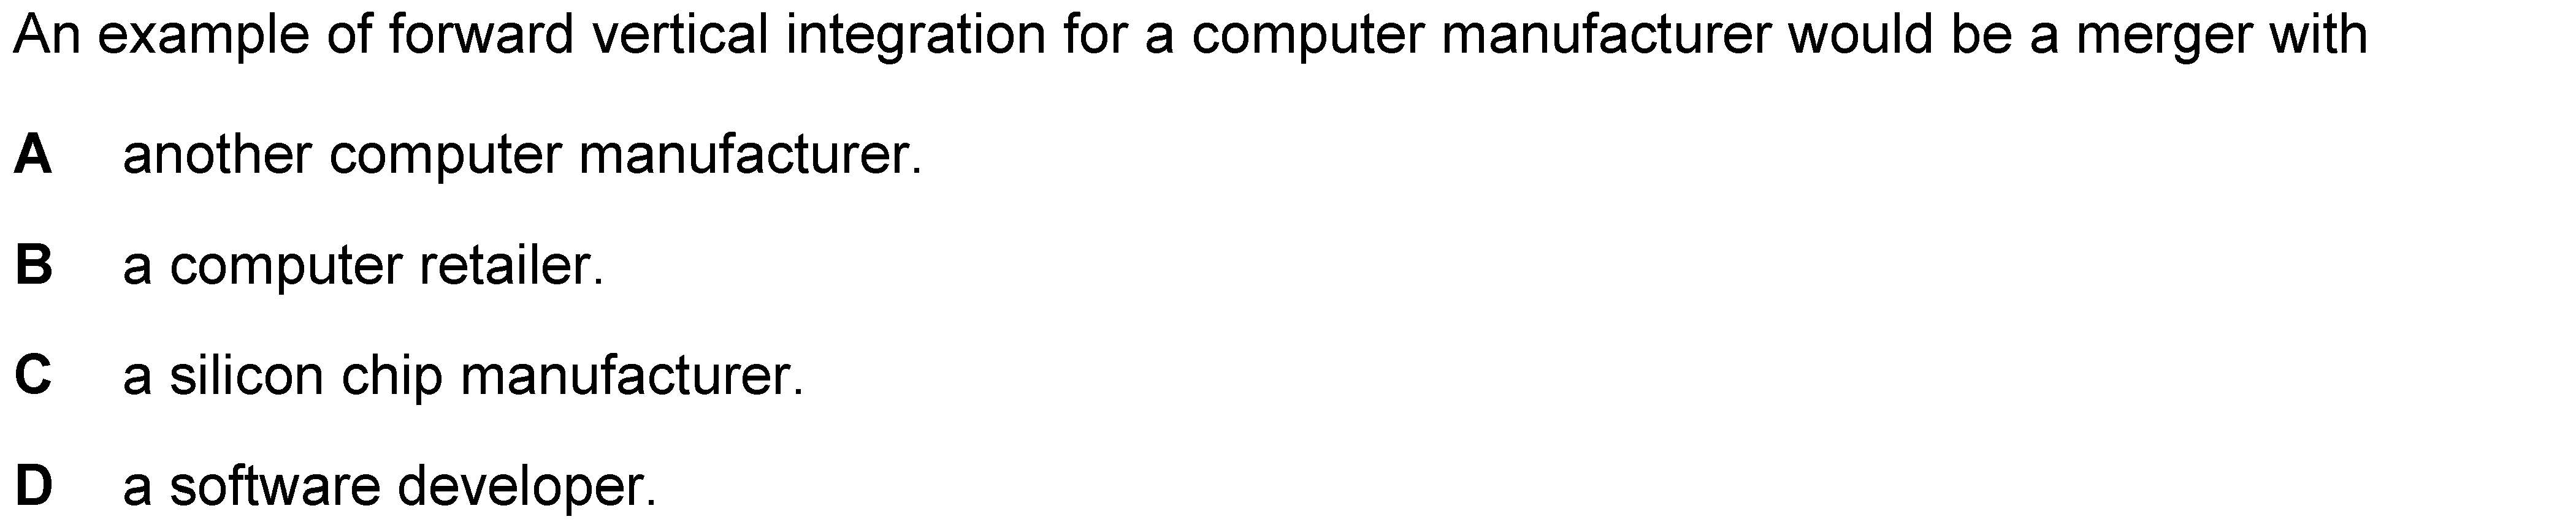 An example of forward vertical integration for a computer manufacturer would be a merger with
A another computer manufacturer.
B a computer retailer.
C a silicon chip manufacturer.
D a software developer.